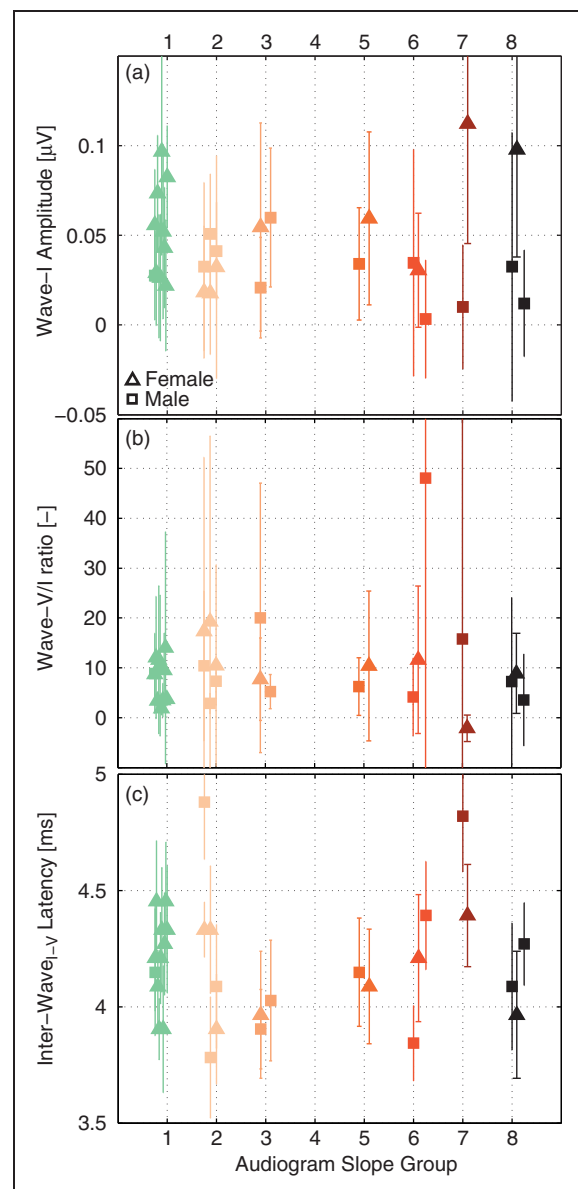 1 2 3 4 5 6 7 8
(a)
Wave–I Amplitude [μV]
0.1
0.05
0
−0.05
Female
Male
(b)
Wave–V/I ratio [–]
50
40
30
20
10
0
(c)
Inter–Wave I–V Latency [ms]
5
4.5
4
3.5
1 2 3 4 5 6 7 8
Audiogram Slope Group